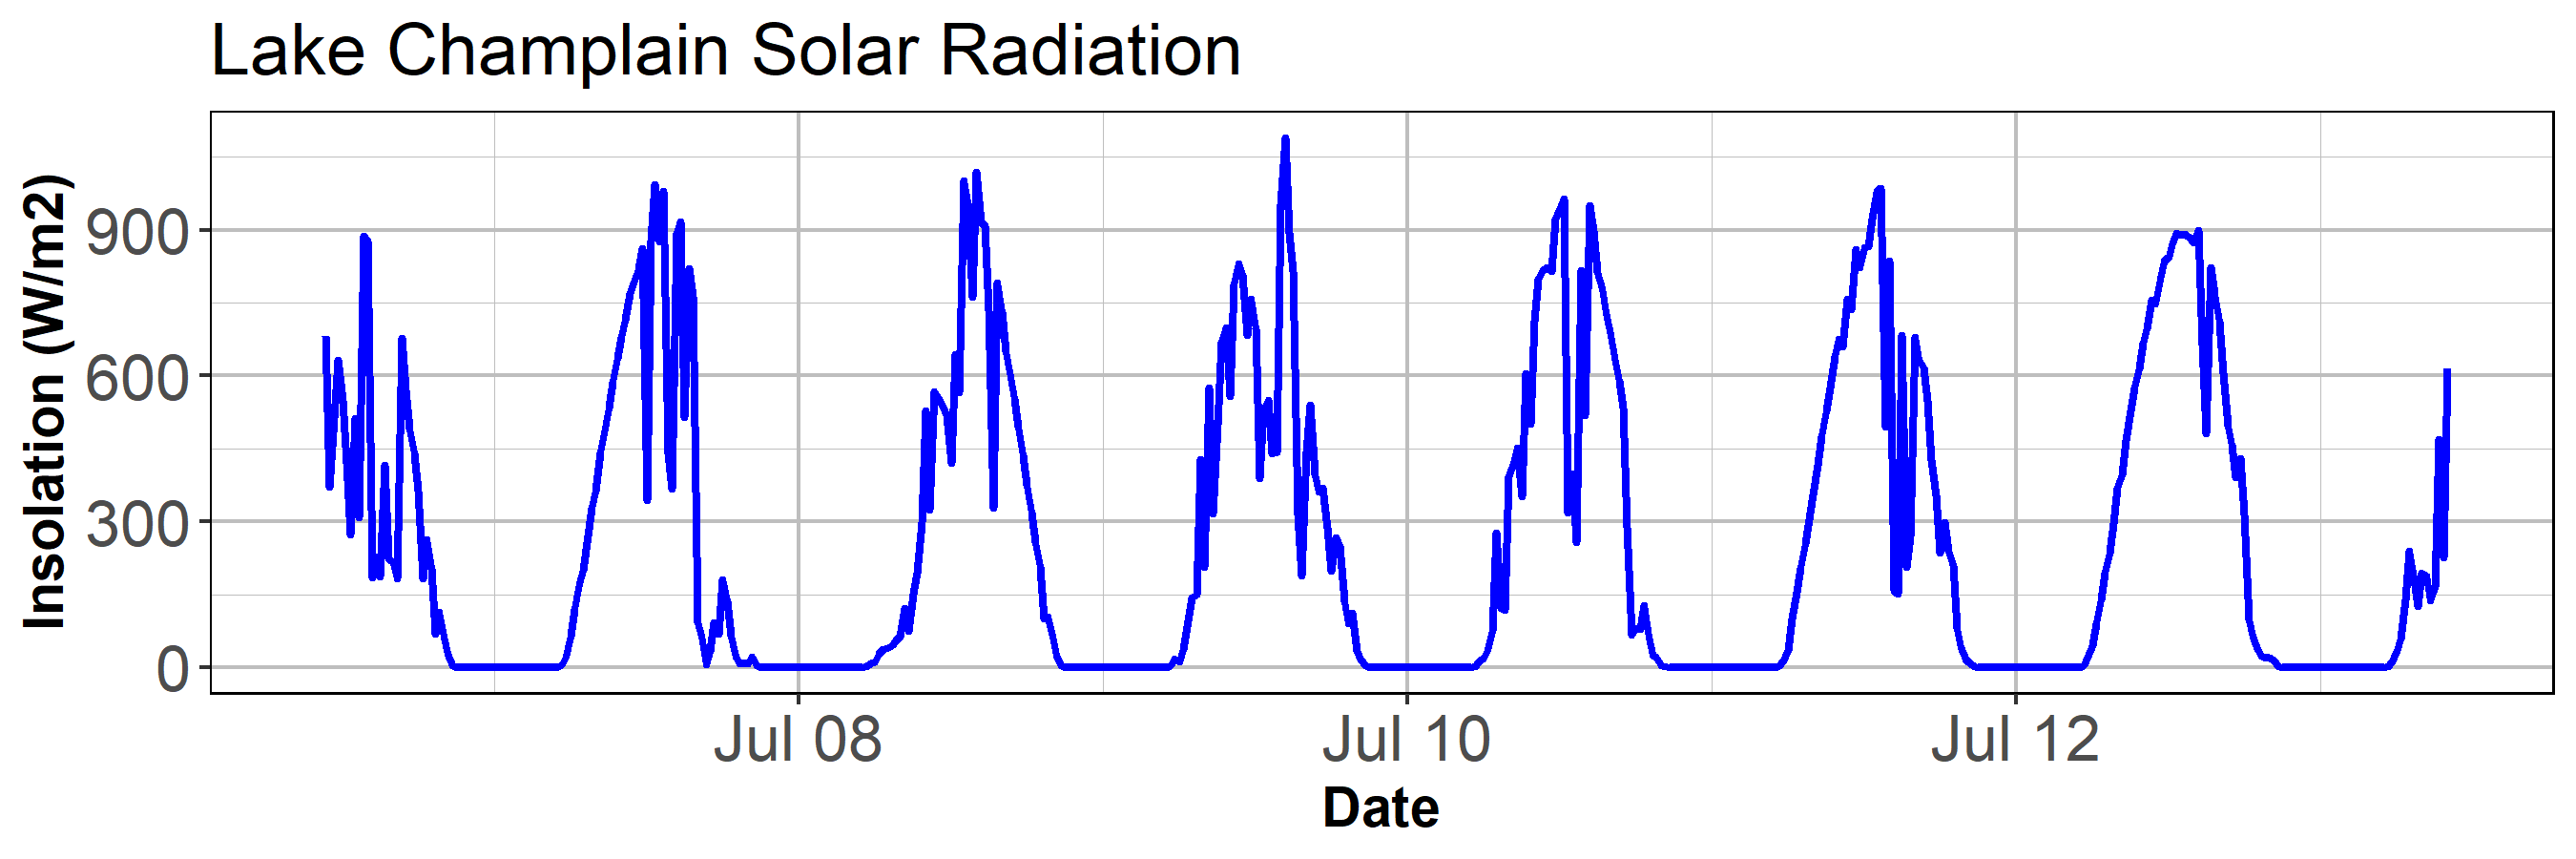 Lake Champlain Solar Radiation
Insolation (W/m2)
900
600
300
0
Jul 08
Jul 10
Jul 12
Date